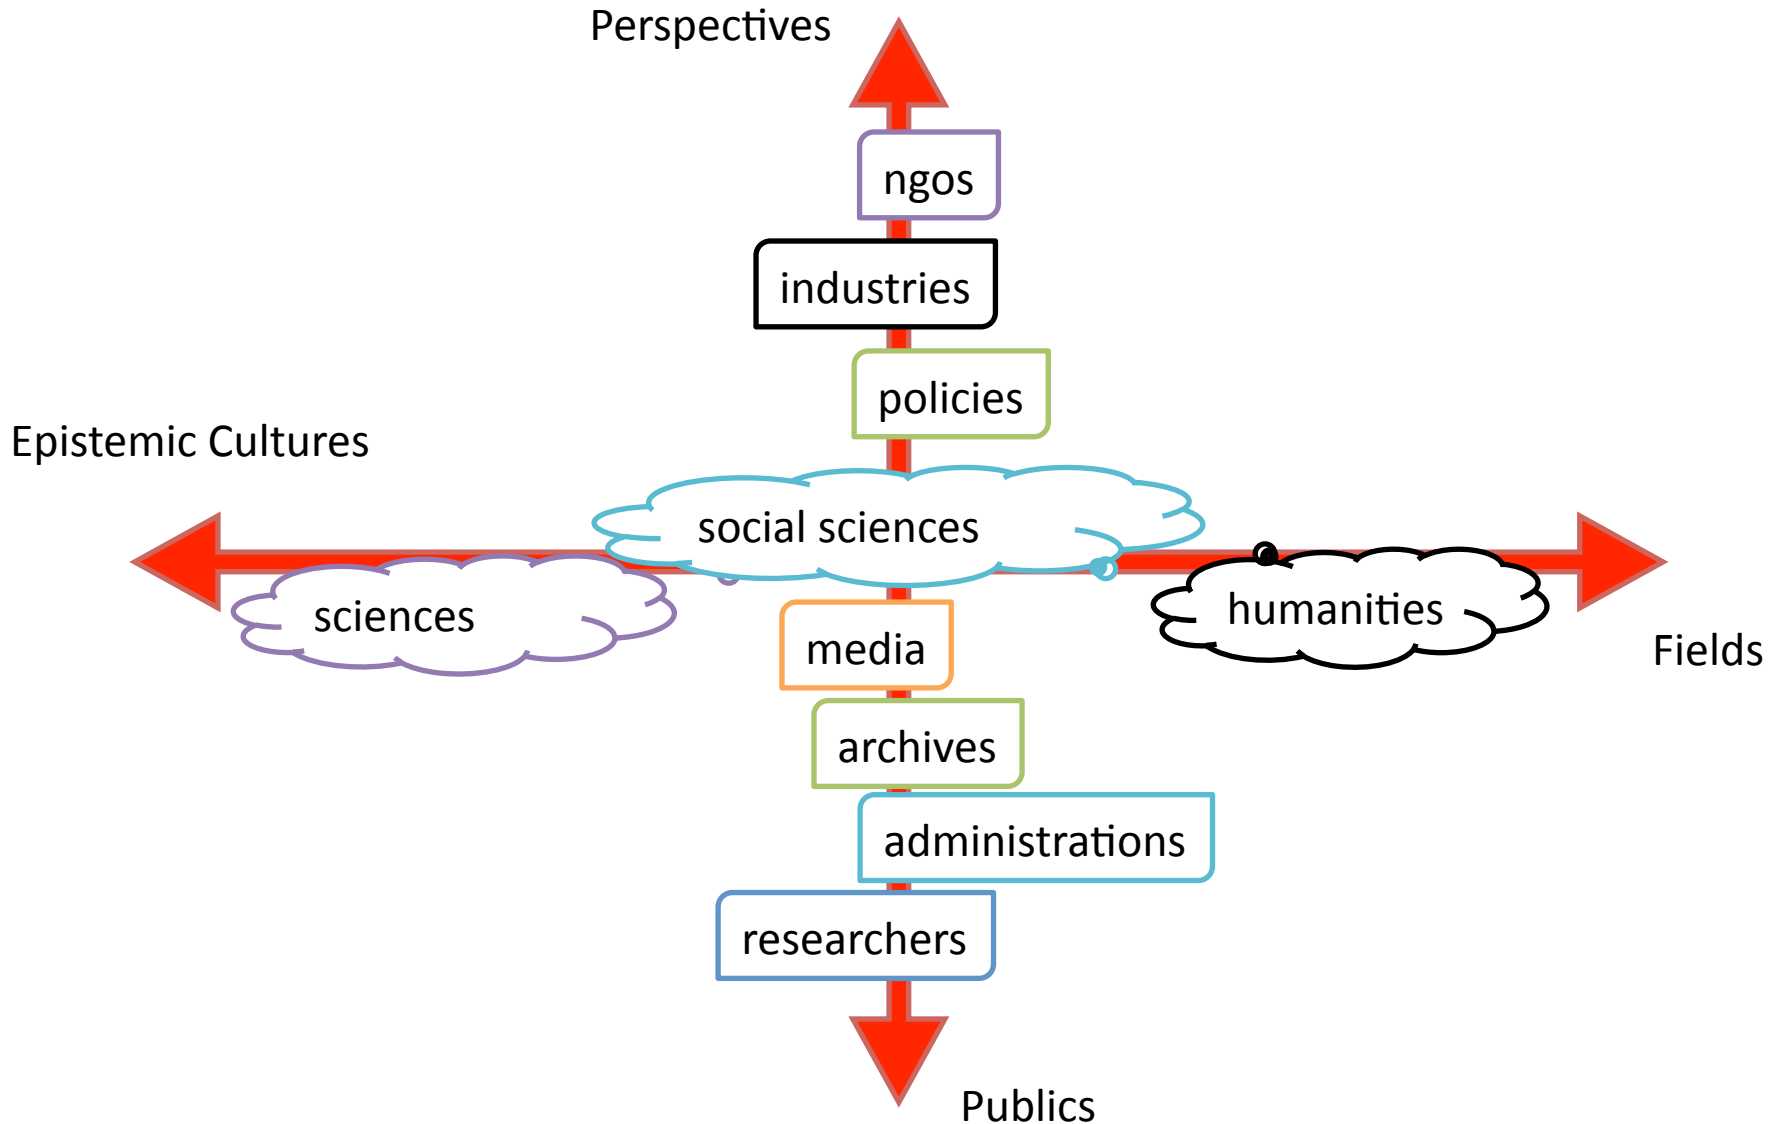 Perspectives
ngos
industries
policies
Epistemic Cultures
social sciences
sciences
humanities
media
Fields
archives
administrations
researchers
Publics